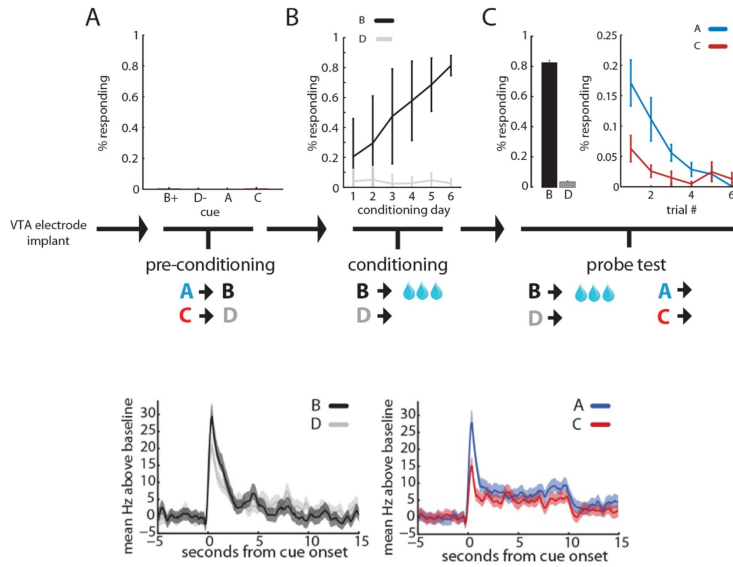 A
B
C
B
D
A
C
% responding
1
0.8
0.6
0.4
0.2
0
B+ D- A C
cue
% responding
1
0.8
0.6
0.4
0.2
0
1 2 3 4 5 6
conditioning day
% responding
1
0.8
0.6
0.4
0.2
0
B D
% responding
0.25
0.2
0.15
0.1
0.05
0
2 4 6
trial #
VTA electrode
implant
pre-conditioning
conditioning
probe test
A B
C D
B
D
B
D
A
C
mean Hz above baseline
30
25
20
15
10
5
0
−5
−5 0 5 10 15
seconds from cue onset
B
D
mean Hz above baseline
30
25
20
15
10
5
0
−5
−5 0 5 10 15
seconds from cue onset
A
C